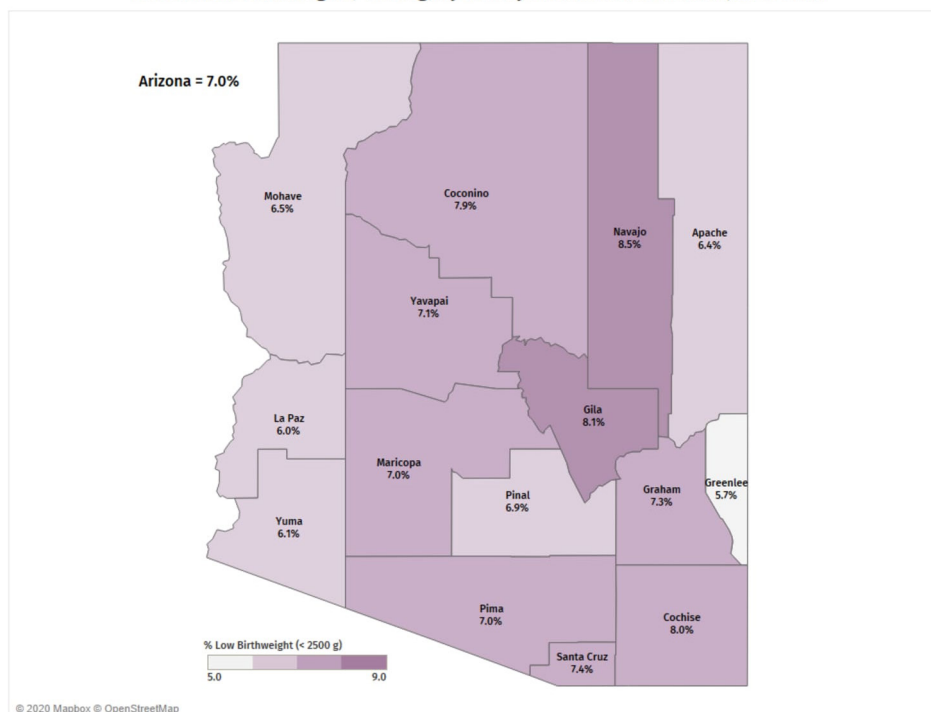 Arizona = 7.0%
Mohave
6.5%
Coconino
7.9%
Navajo
8.5%
Apache
6.4%
Yavapai
7.1%
La Paz
6.0%
Gila
8.1%
Maricopa
7.0%
Pinal
6.9%
Graham
7.3%
Greenlee
5.7%
Yuma
6.1%
Pima
7.0%
Cochise
8.0%
Santa Cruz
7.4%
% Low Birthweight (< 2500 g)
5.0 9.0
© 2020 Mapbox © OpenStreetMap